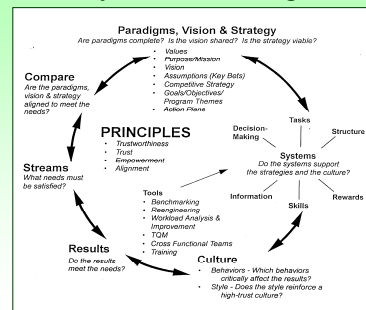 Paradigms, Vision & Strategy
Are paradigms complete? Is the vision shared? Is the strategy viable?
• Values
• Purpose/Mission
• Vision
• Assumptions (Key Bets)
• Competitive Strategy
• Goals/Objectives/
Program Themes
• Action Plans
Compare
Are the paradigms,
vision & strategy
aligned to meet the
needs?
PRINCIPLES
• Trustworthiness
• Trust
• Empowerment
• Alignment
Tasks
Decision-
Making
Structure
Systems
Do the systems support
the strategies and the culture?
Information
Rewards
Skills
Streams
What needs must
be satisfied?
Tools
• Benchmarking
• Reengineering
• Workload Analysis &
Improvement
• TQM
• Cross Functional Teams
• Training
Results
Do the results
meet the needs?
Culture
• Behaviors - Which behaviors
critically affect the results?
• Style - Does the style reinforce a
high-trust culture?